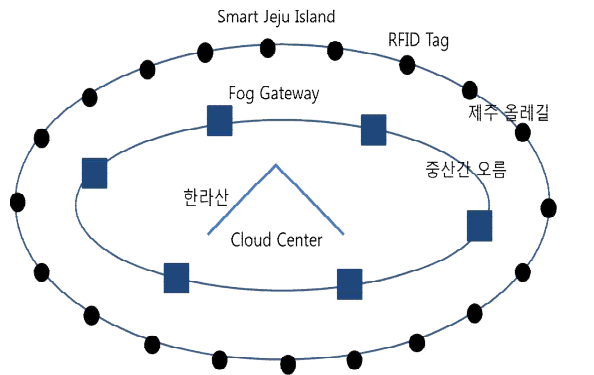 Smart Jeju Island
RFID Tag
Fog Gateway
제주 올레길
중산간 오름
한라산
Cloud Center